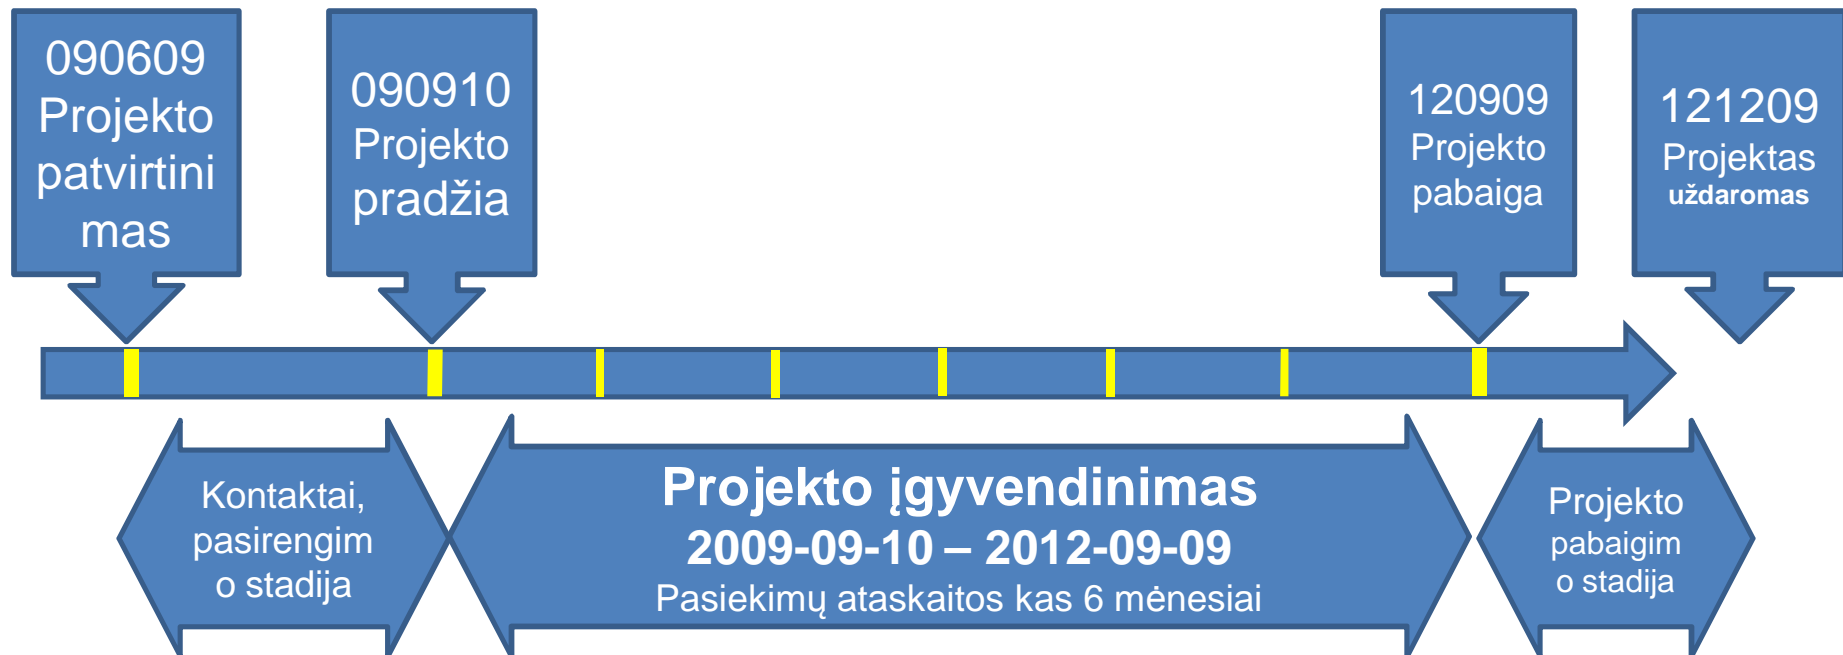 090609
Projekto
patvirtini
mas
090910
Projekto
pradžia
120909
Projekto
pabaiga
121209
Projektas
uždaromas
Kontaktai,
pasirengim
o stadija
Projekto įgyvendinimas
2009-09-10 – 2012-09-09
Pasiekimų ataskaitos kas 6 mėnesiai
Projekto
pabaigim
o stadija